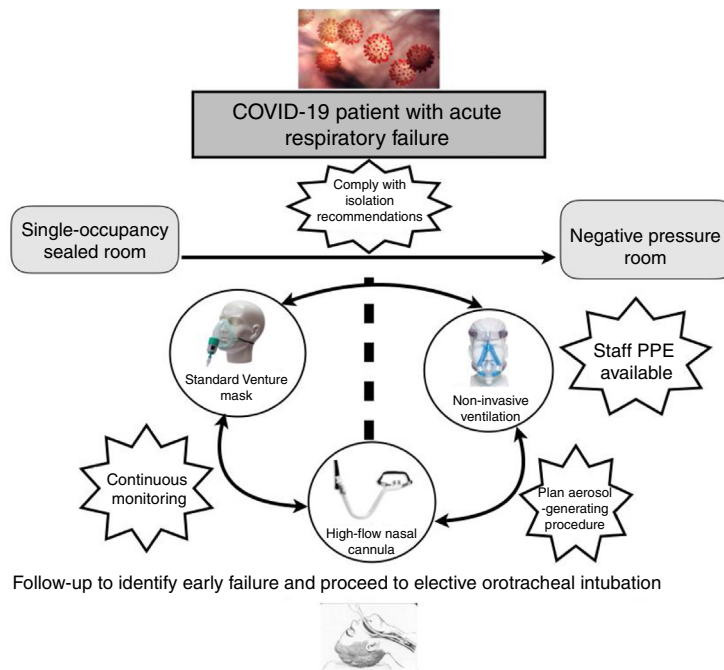 COVID-19 patient with acute
respiratory failure
Comply with
isolation
recommendations
Single-occupancy
sealed room
Negative pressure
room
Standard Venture
mask
Non-invasive
ventilation
Staff PPE
available
Continuous
monitoring
High-flow nasal
cannula
Plan aerosol
-generating
procedure
Follow-up to identify early failure and proceed to elective orotracheal intubation